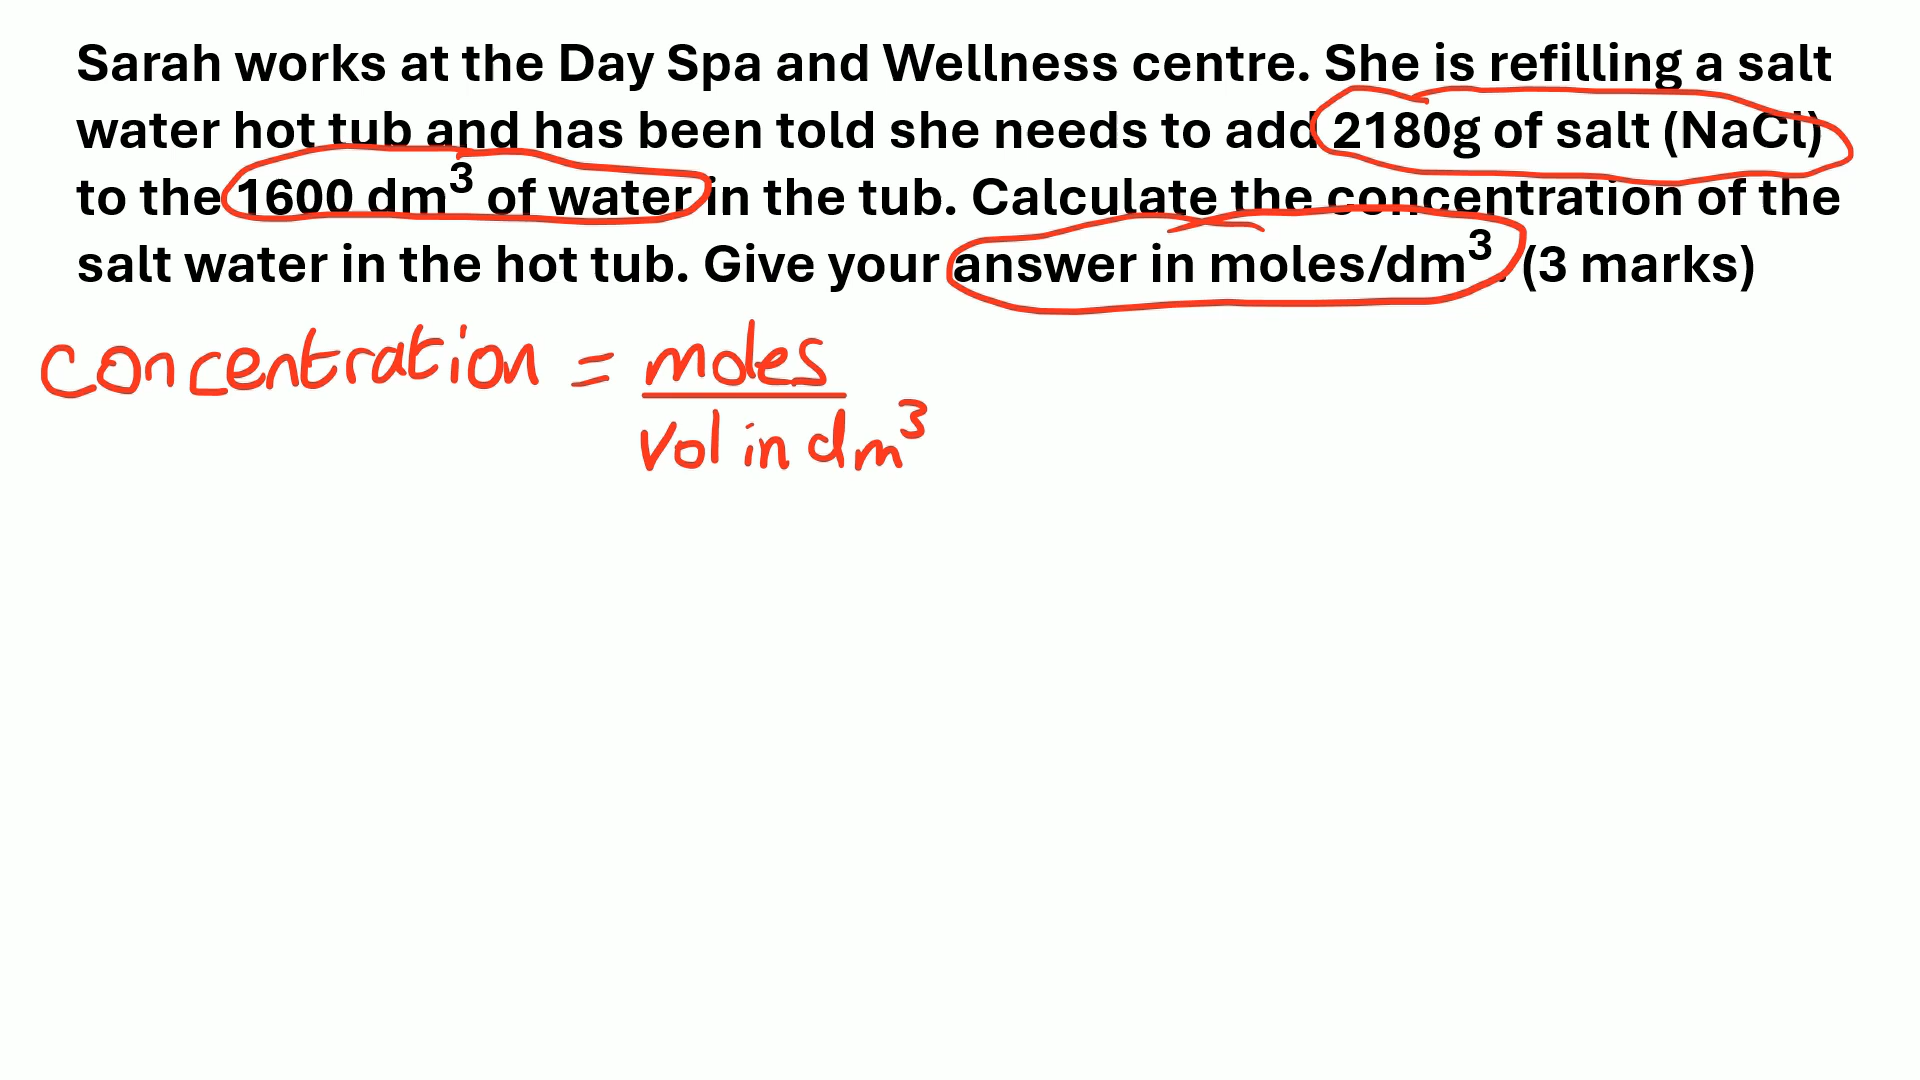 Sarah works at the Day Spa and Wellness centre. She is refilling a salt
water hot tub and has been told she needs to add 2180g of salt (NaCl)
to the 1600 dm³ of water in the tub. Calculate the concentration of the
salt water in the hot tub. Give your answer in moles/dm³. (3 marks)
concentration = moles
vol in dm³